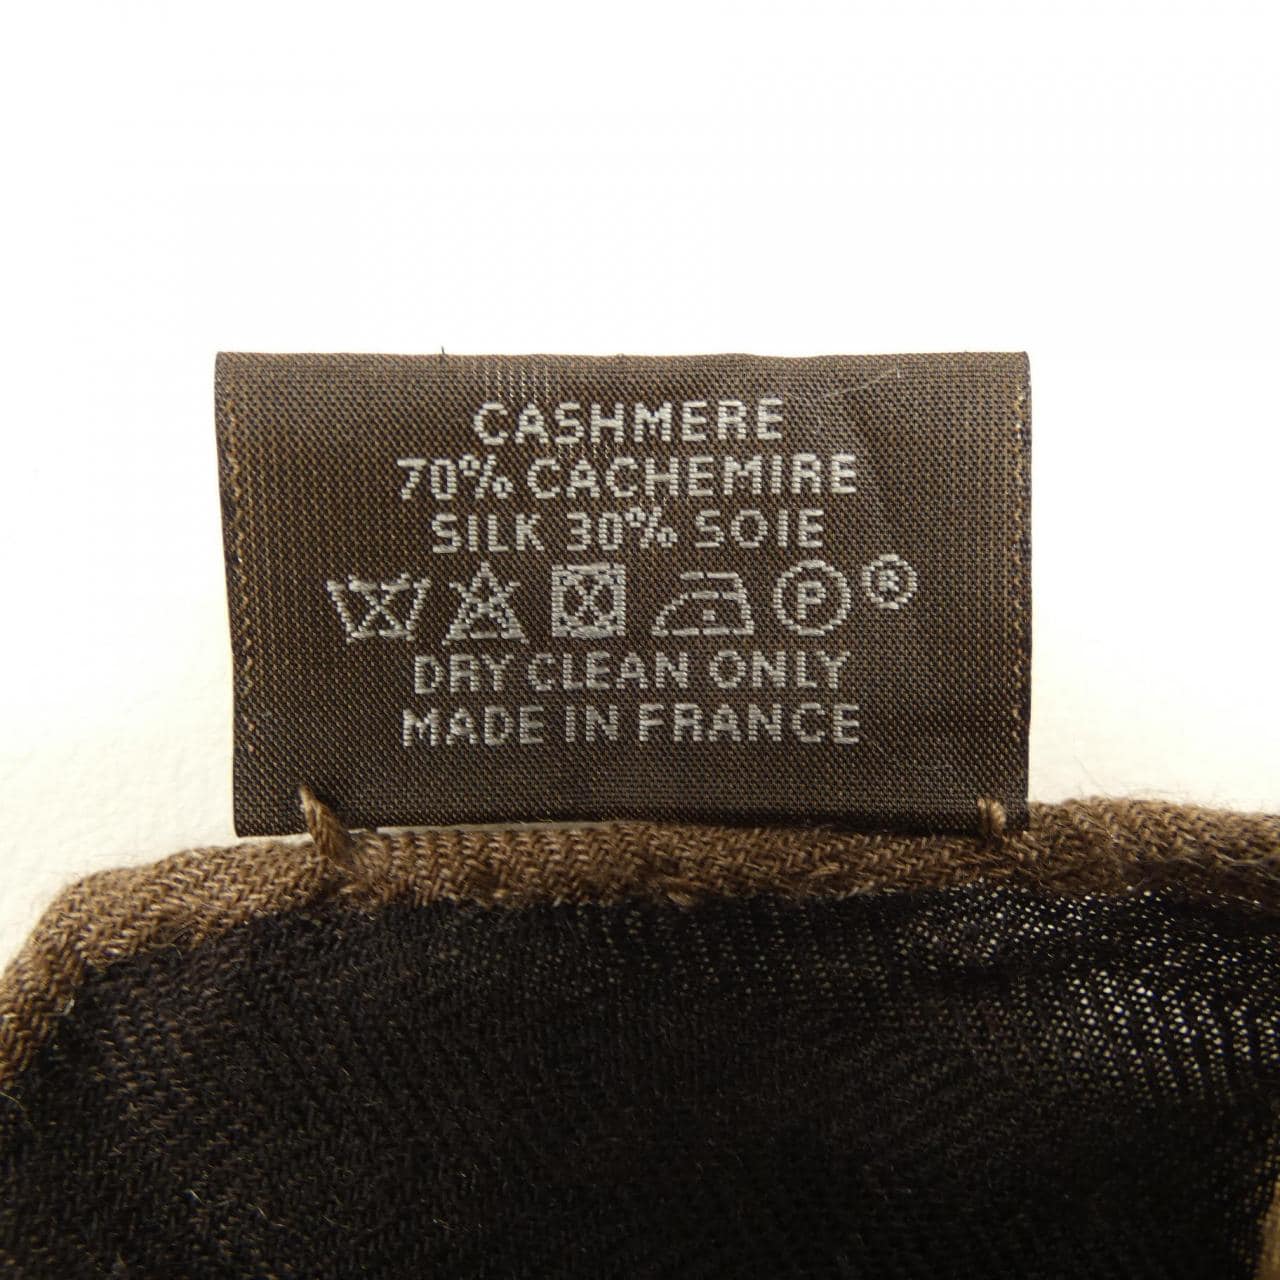 CASHMERE
70% CACHEMIRE
SILK 30% SOIE
P ®
DRY CLEAN ONLY
MADE IN FRANCE